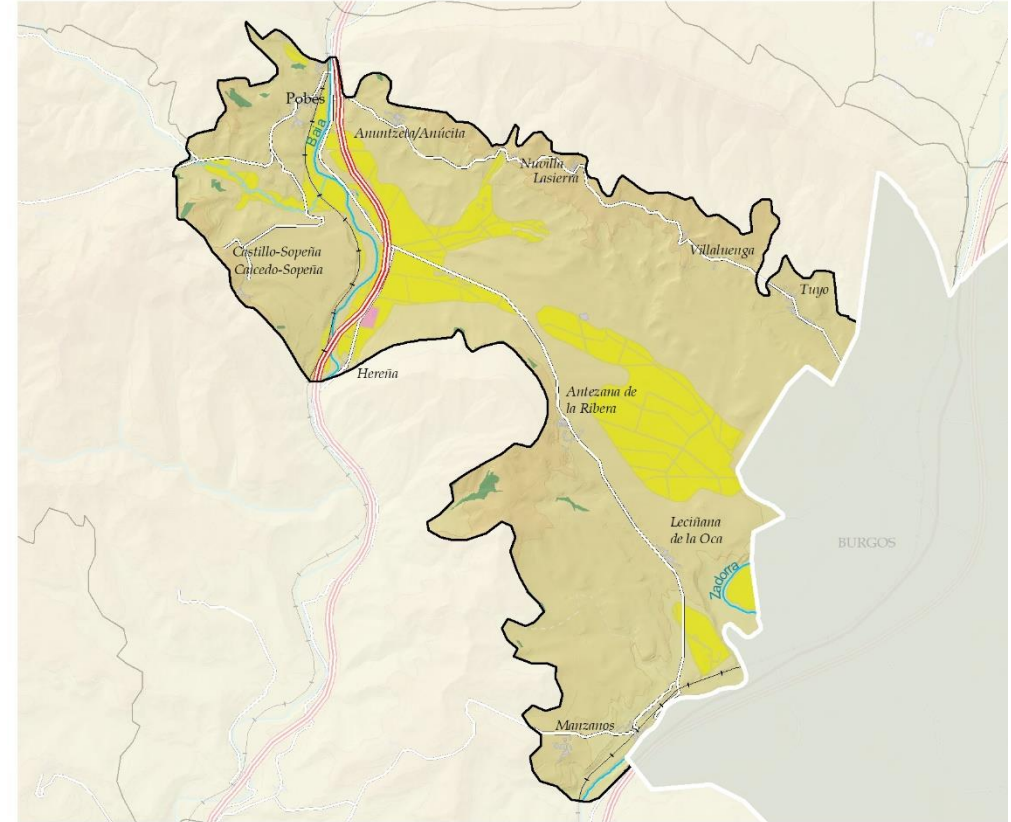 Pobes
Baia
Anuntzeta/Anúcita
Nuvilla
Lasierra
Castillo-Sopeña
Caicedo-Sopeña
Villaluenga
Tuyo
Hereña
Antezana de
la Ribera
Leciñana
de la Oca
BURGOS
Zadorra
Manzanos